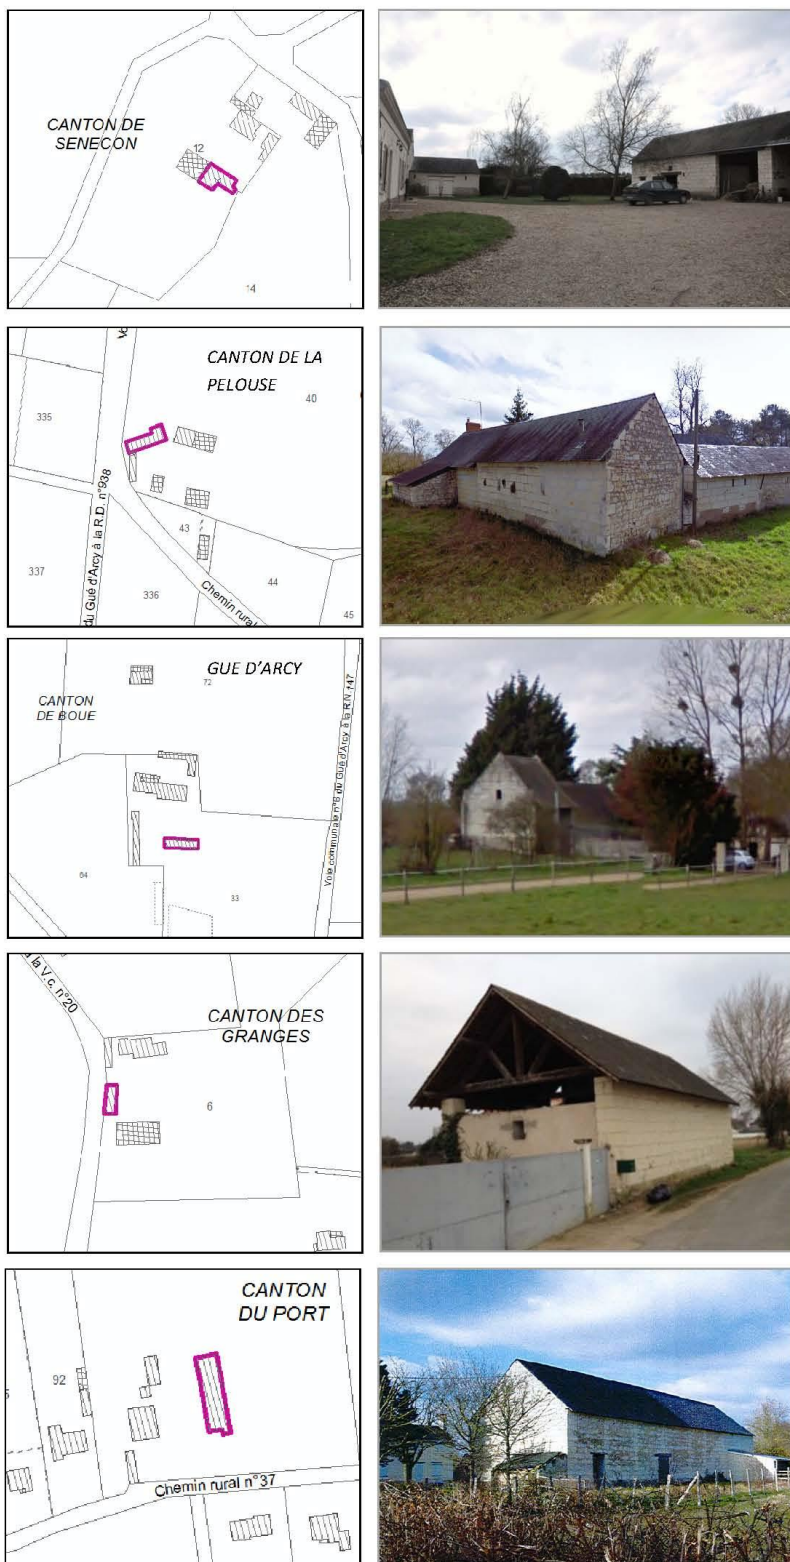 CANTON DE
SENECON
12
14
CANTON DE LA
PELOUSE
40
335
du Gué d'Arcy à la R.D. n°938
43
44
337
336
Chemin rural
45
GUE D'ARCY
72
CANTON
DE BOUE
Voie communale n°8 du Gué d'Arcy à la R.N. 147
64
33
à la V.c. n°20
CANTON DES
GRANGES
6
CANTON
DU PORT
92
Chemin rural n°37